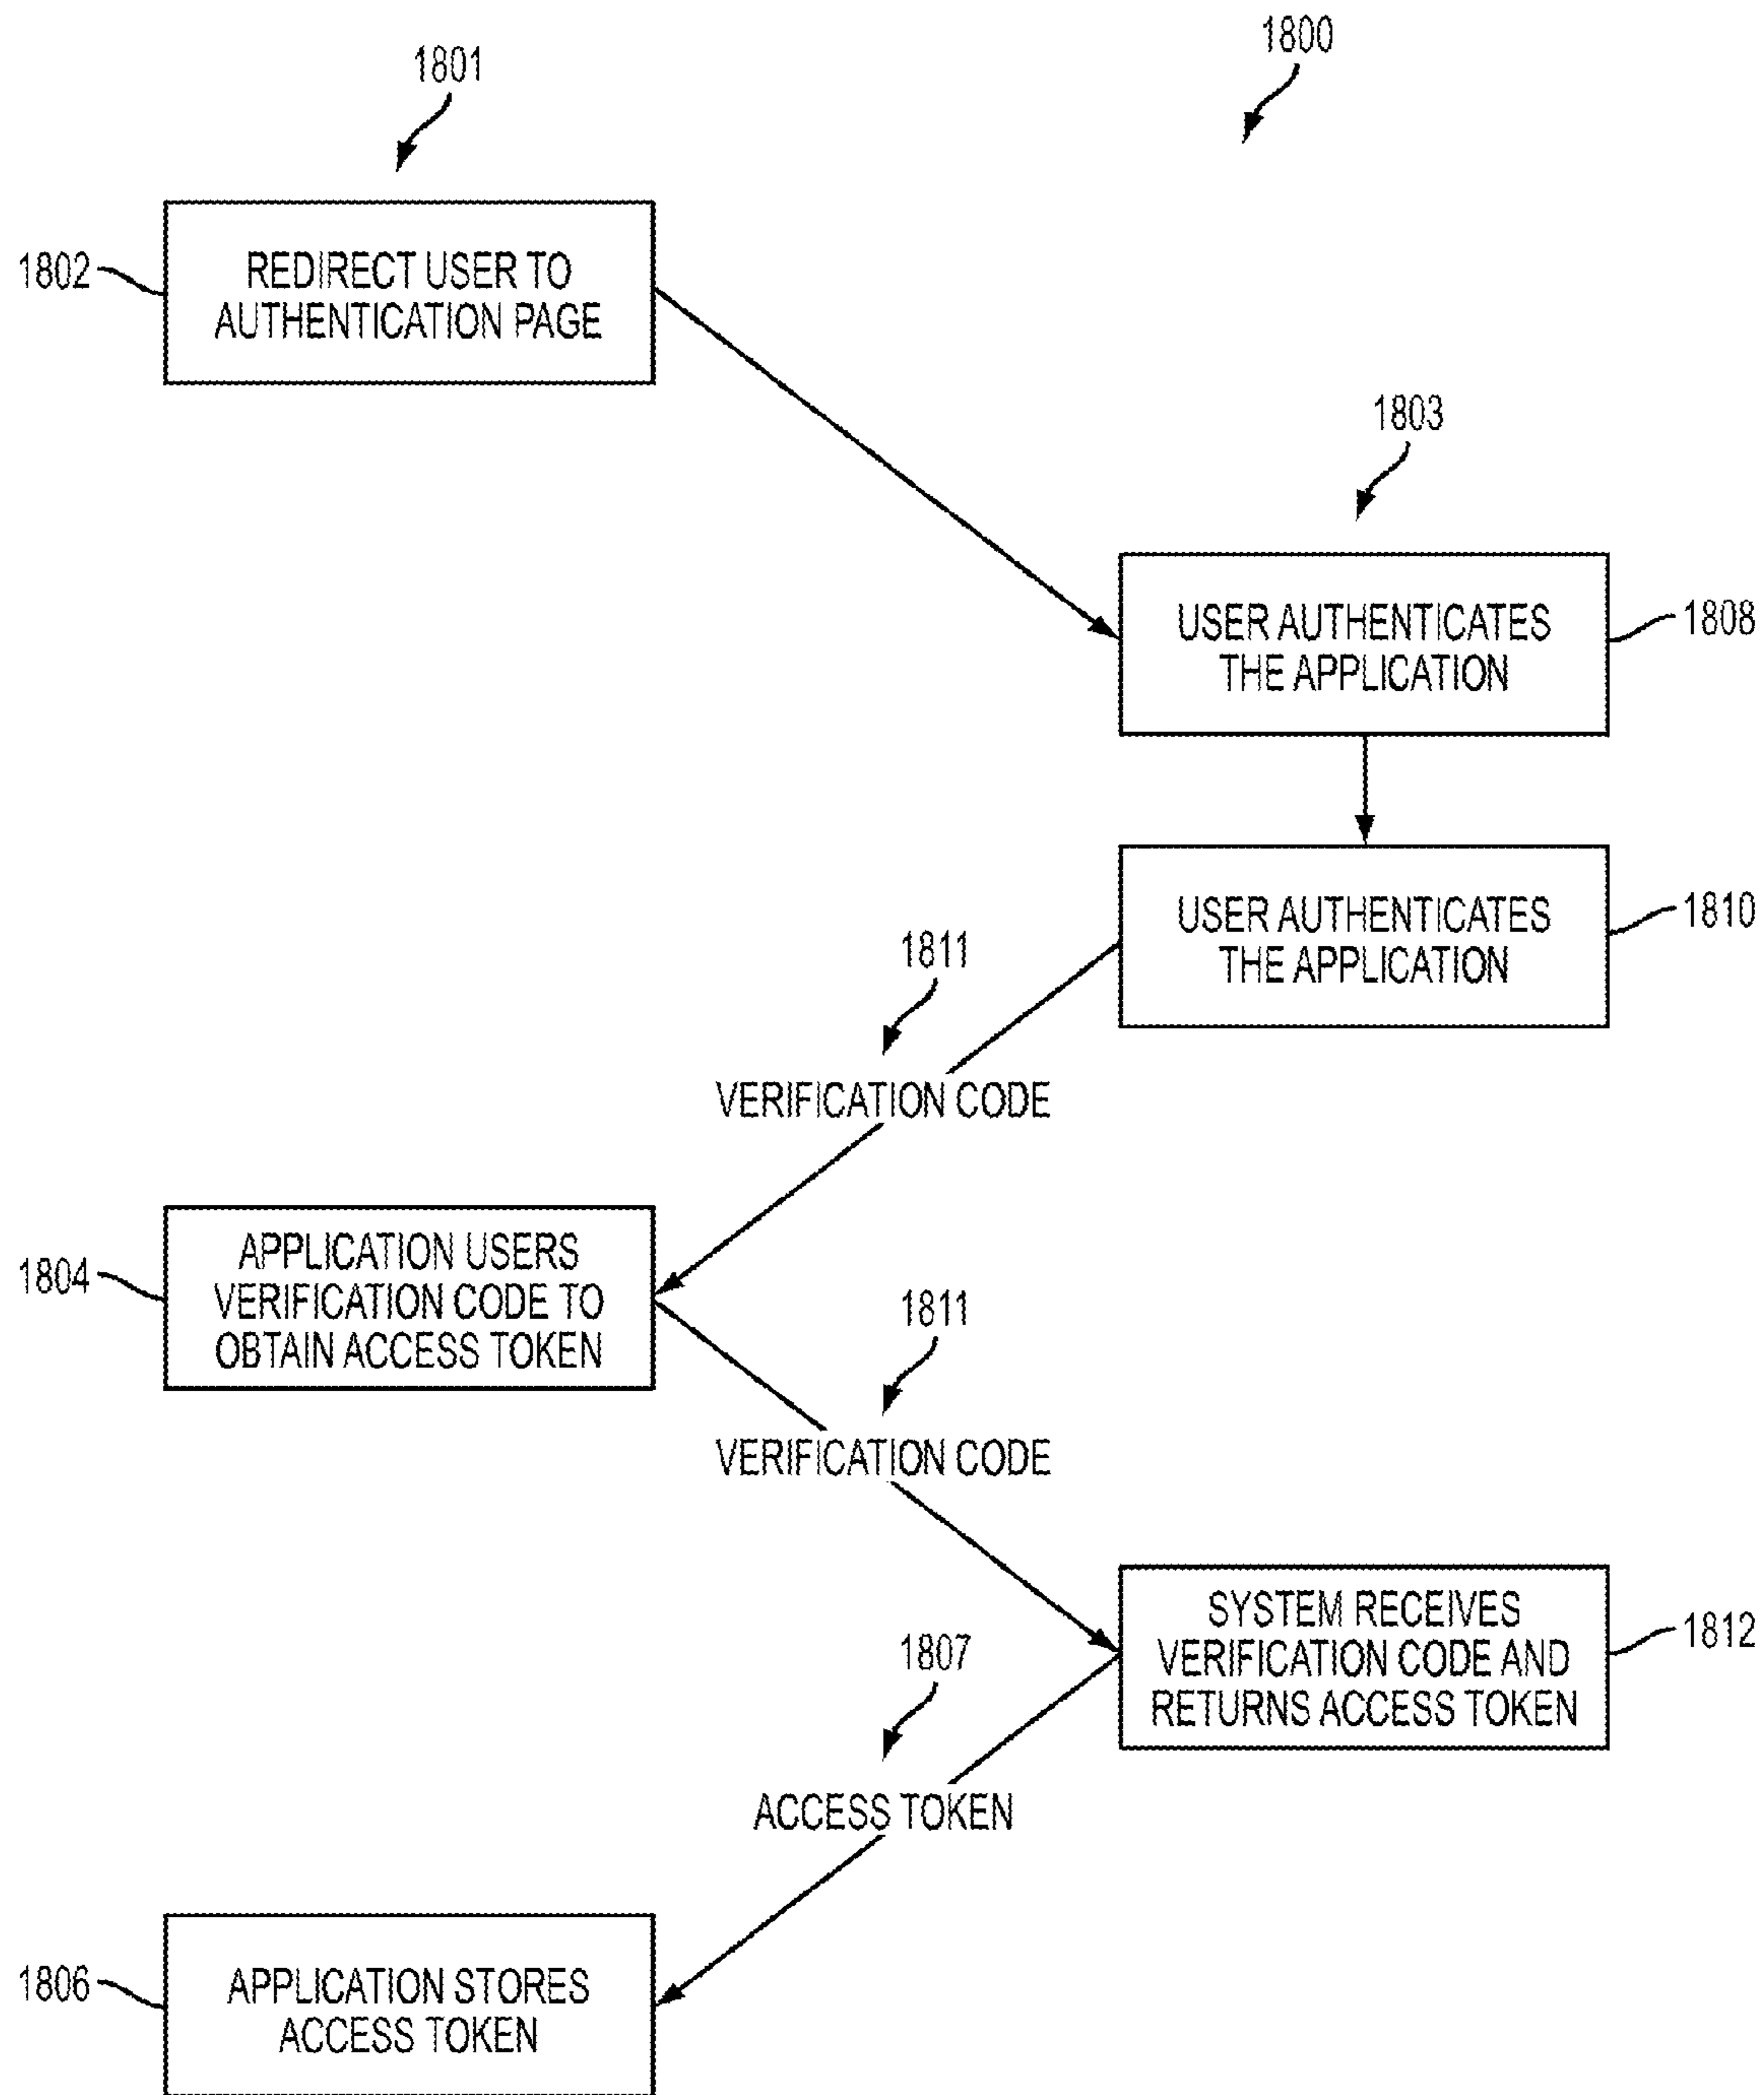 1800
1801
1802
REDIRECT USER TO
AUTHENTICATION PAGE
1803
USER AUTHENTICATES
THE APPLICATION
1808
USER AUTHENTICATES
THE APPLICATION
1810
1811
VERIFICATION CODE
1804
APPLICATION USERS
VERIFICATION CODE TO
OBTAIN ACCESS TOKEN
1811
VERIFICATION CODE
SYSTEM RECEIVES
VERIFICATION CODE AND
RETURNS ACCESS TOKEN
1812
1807
ACCESS TOKEN
1806
APPLICATION STORES
ACCESS TOKEN